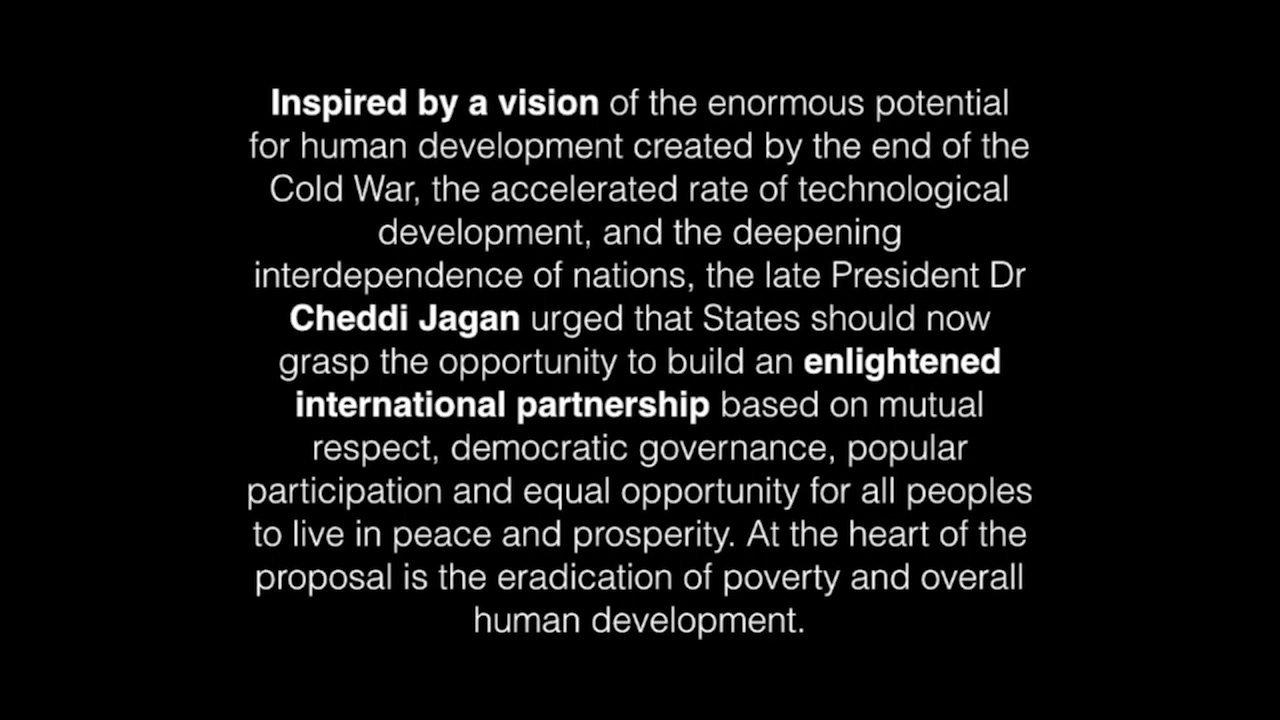 Inspired by a vision of the enormous potential
for human development created by the end of the
Cold War, the accelerated rate of technological
development, and the deepening
interdependence of nations, the late President Dr
Cheddi Jagan urged that States should now
grasp the opportunity to build an enlightened
international partnership based on mutual
respect, democratic governance, popular
participation and equal opportunity for all peoples
to live in peace and prosperity. At the heart of the
proposal is the eradication of poverty and overall
human development.